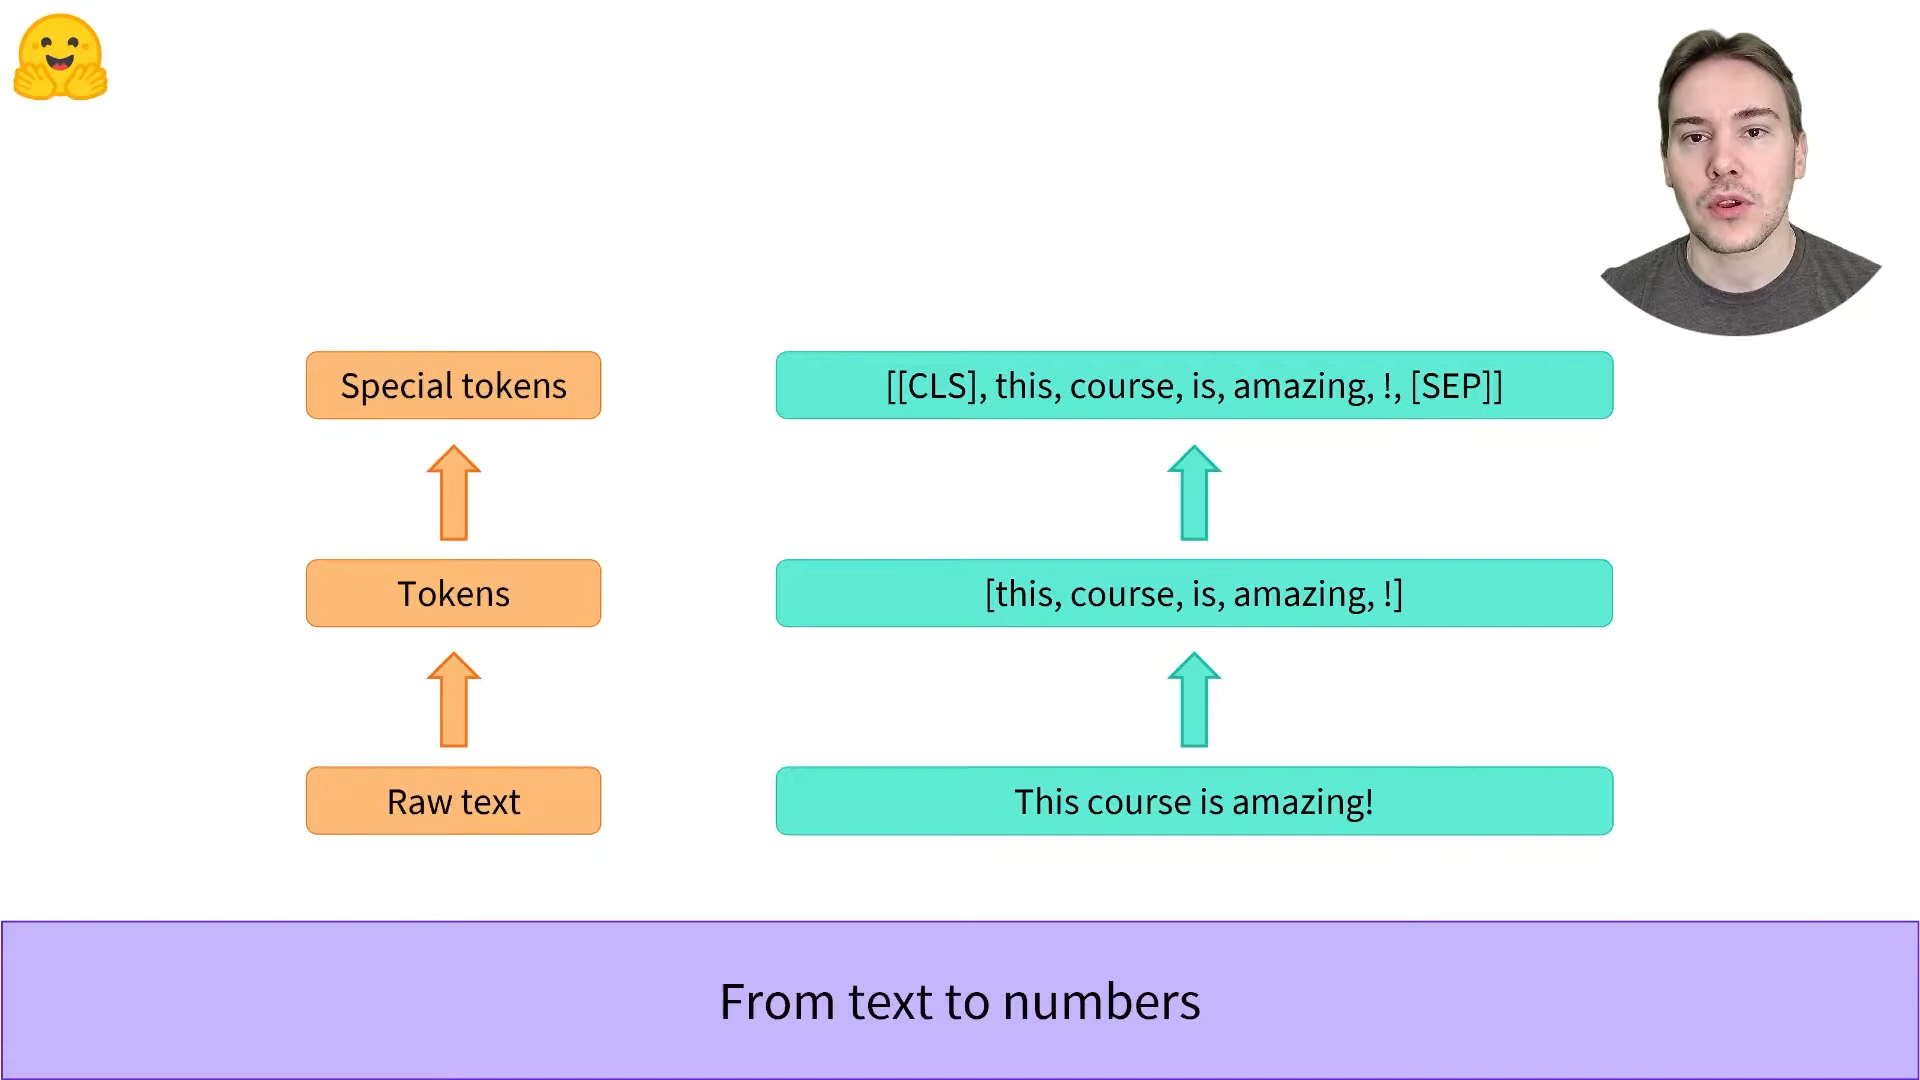 Special tokens
[[CLS], this, course, is, amazing, !, [SEP]]
Tokens
[this, course, is, amazing, !]
Raw text
This course is amazing!
From text to numbers